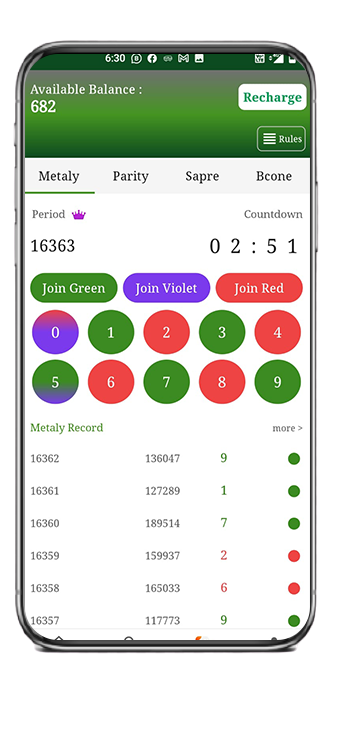 6:30
Available Balance :
682
Recharge
Rules
Metaly Parity Sapre Bcone
Period Countdown
16363 0 2 : 5 1
Join Green Join Violet Join Red
0 1 2 3 4
5 6 7 8 9
Metaly Record more >
16362 136047 9
16361 127289 1
16360 189514 7
16359 159937 2
16358 165033 6
16357 117773 9